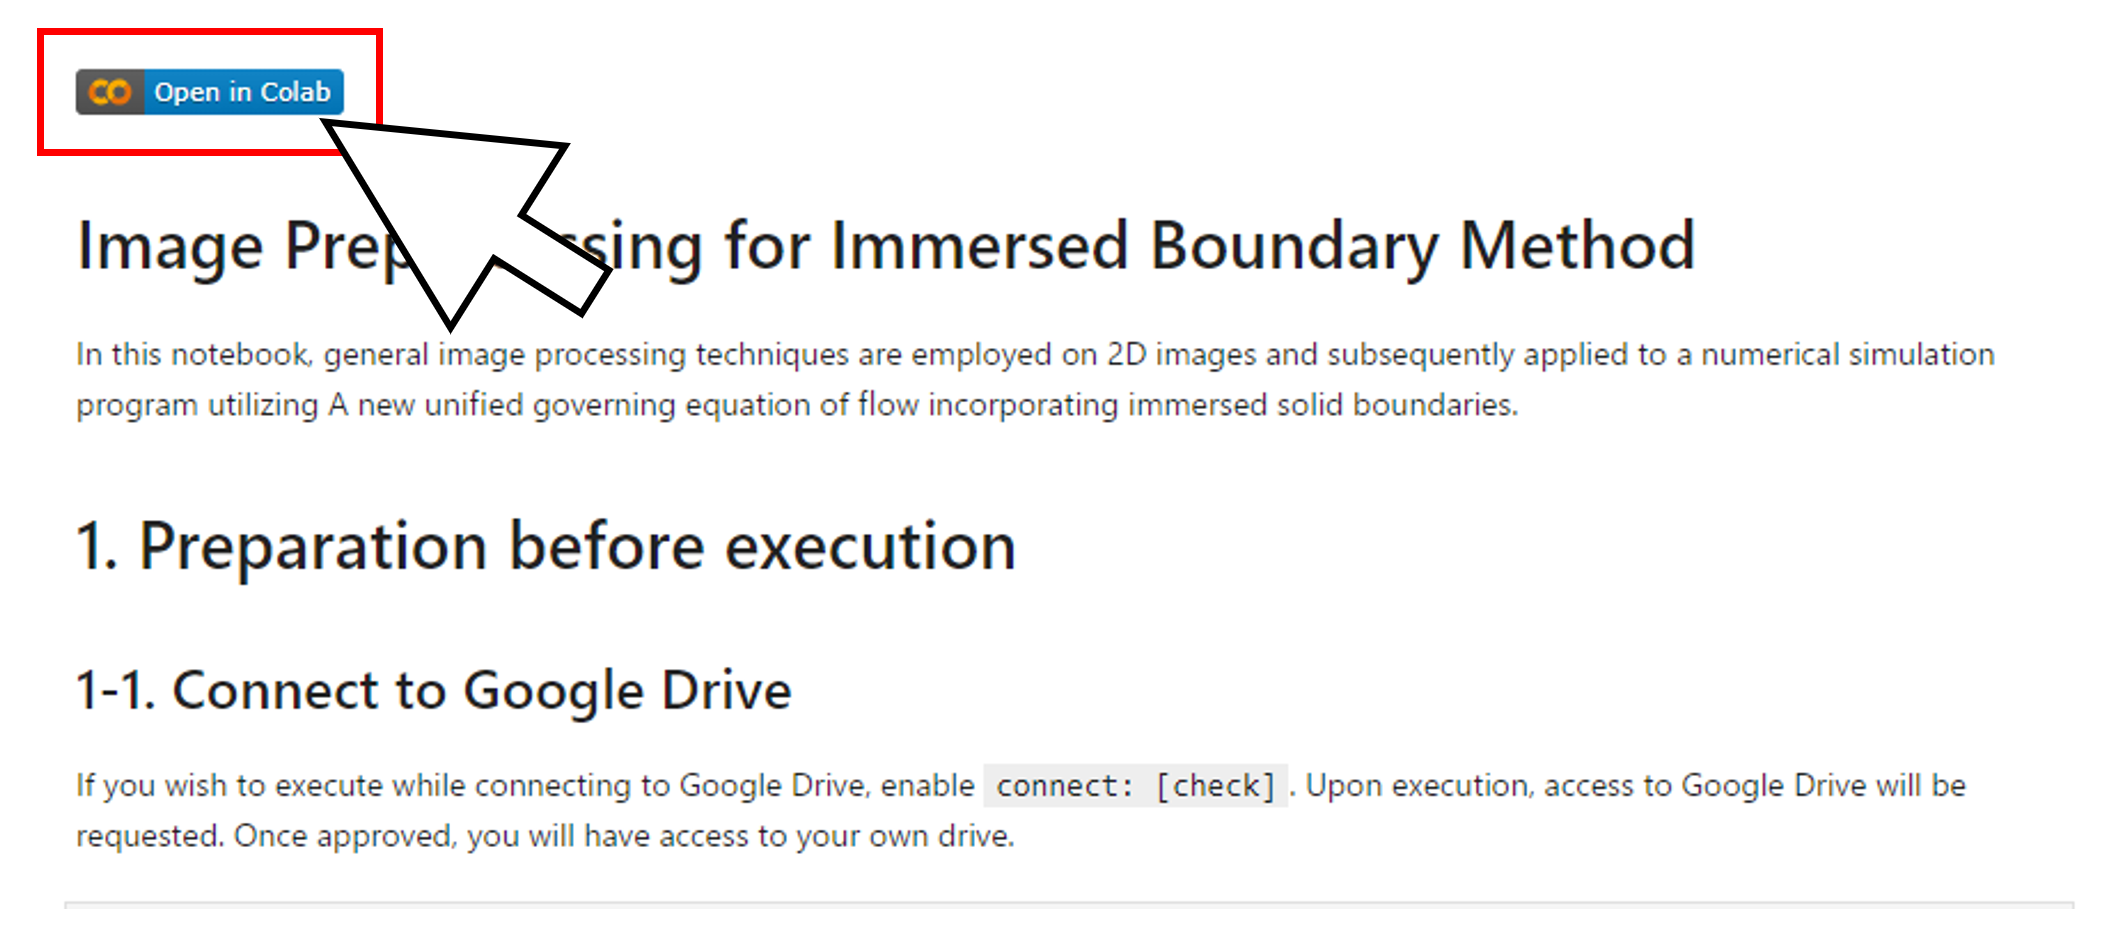 Open in Colab
Image Prep ssing for Immersed Boundary Method
In this notebook, general image processing techniques are employed on 2D images and subsequently applied to a numerical simulation
program utilizing A new unified governing equation of flow incorporating immersed solid boundaries.
1. Preparation before execution
1-1. Connect to Google Drive
If you wish to execute while connecting to Google Drive, enable connect: [check] . Upon execution, access to Google Drive will be
requested. Once approved, you will have access to your own drive.